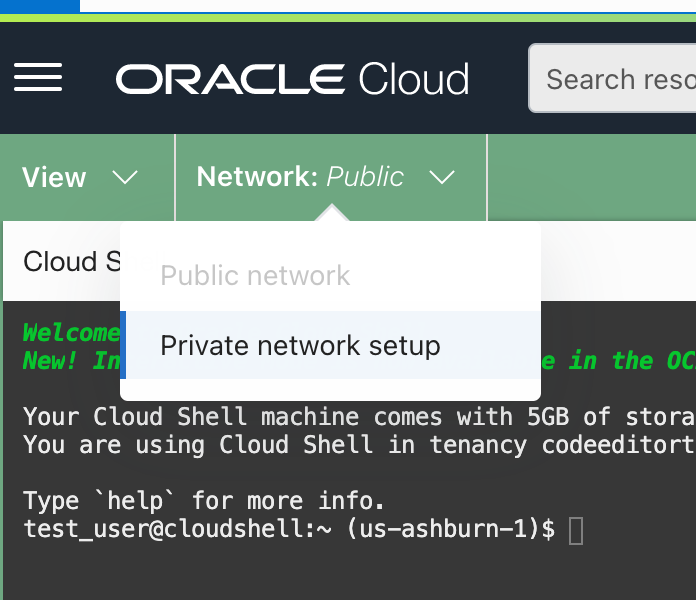 ORACLE Cloud
Search reso
View
Network: Public
Cloud S
Public network
Private network setup
Welcome
New! In e in the OC
Your Cloud Shell machine comes with 5GB of stora
You are using Cloud Shell in tenancy codeeditort
Type `help` for more info.
test_user@cloudshell:~ (us-ashburn-1)$